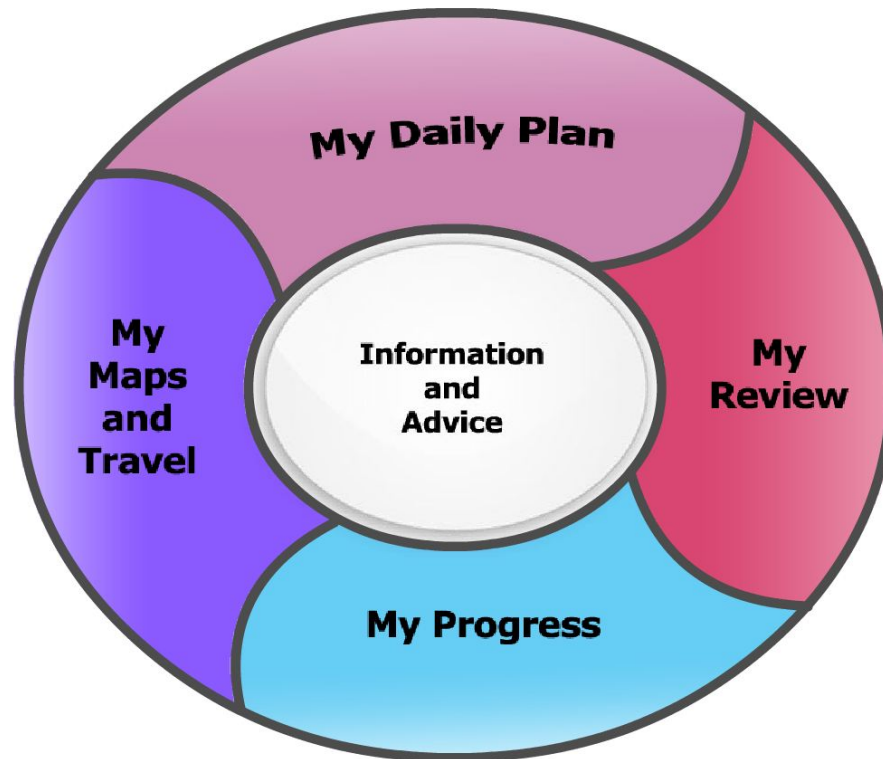 My Daily Plan
My
Maps
and
Travel
Information
and
Advice
My
Review
My Progress